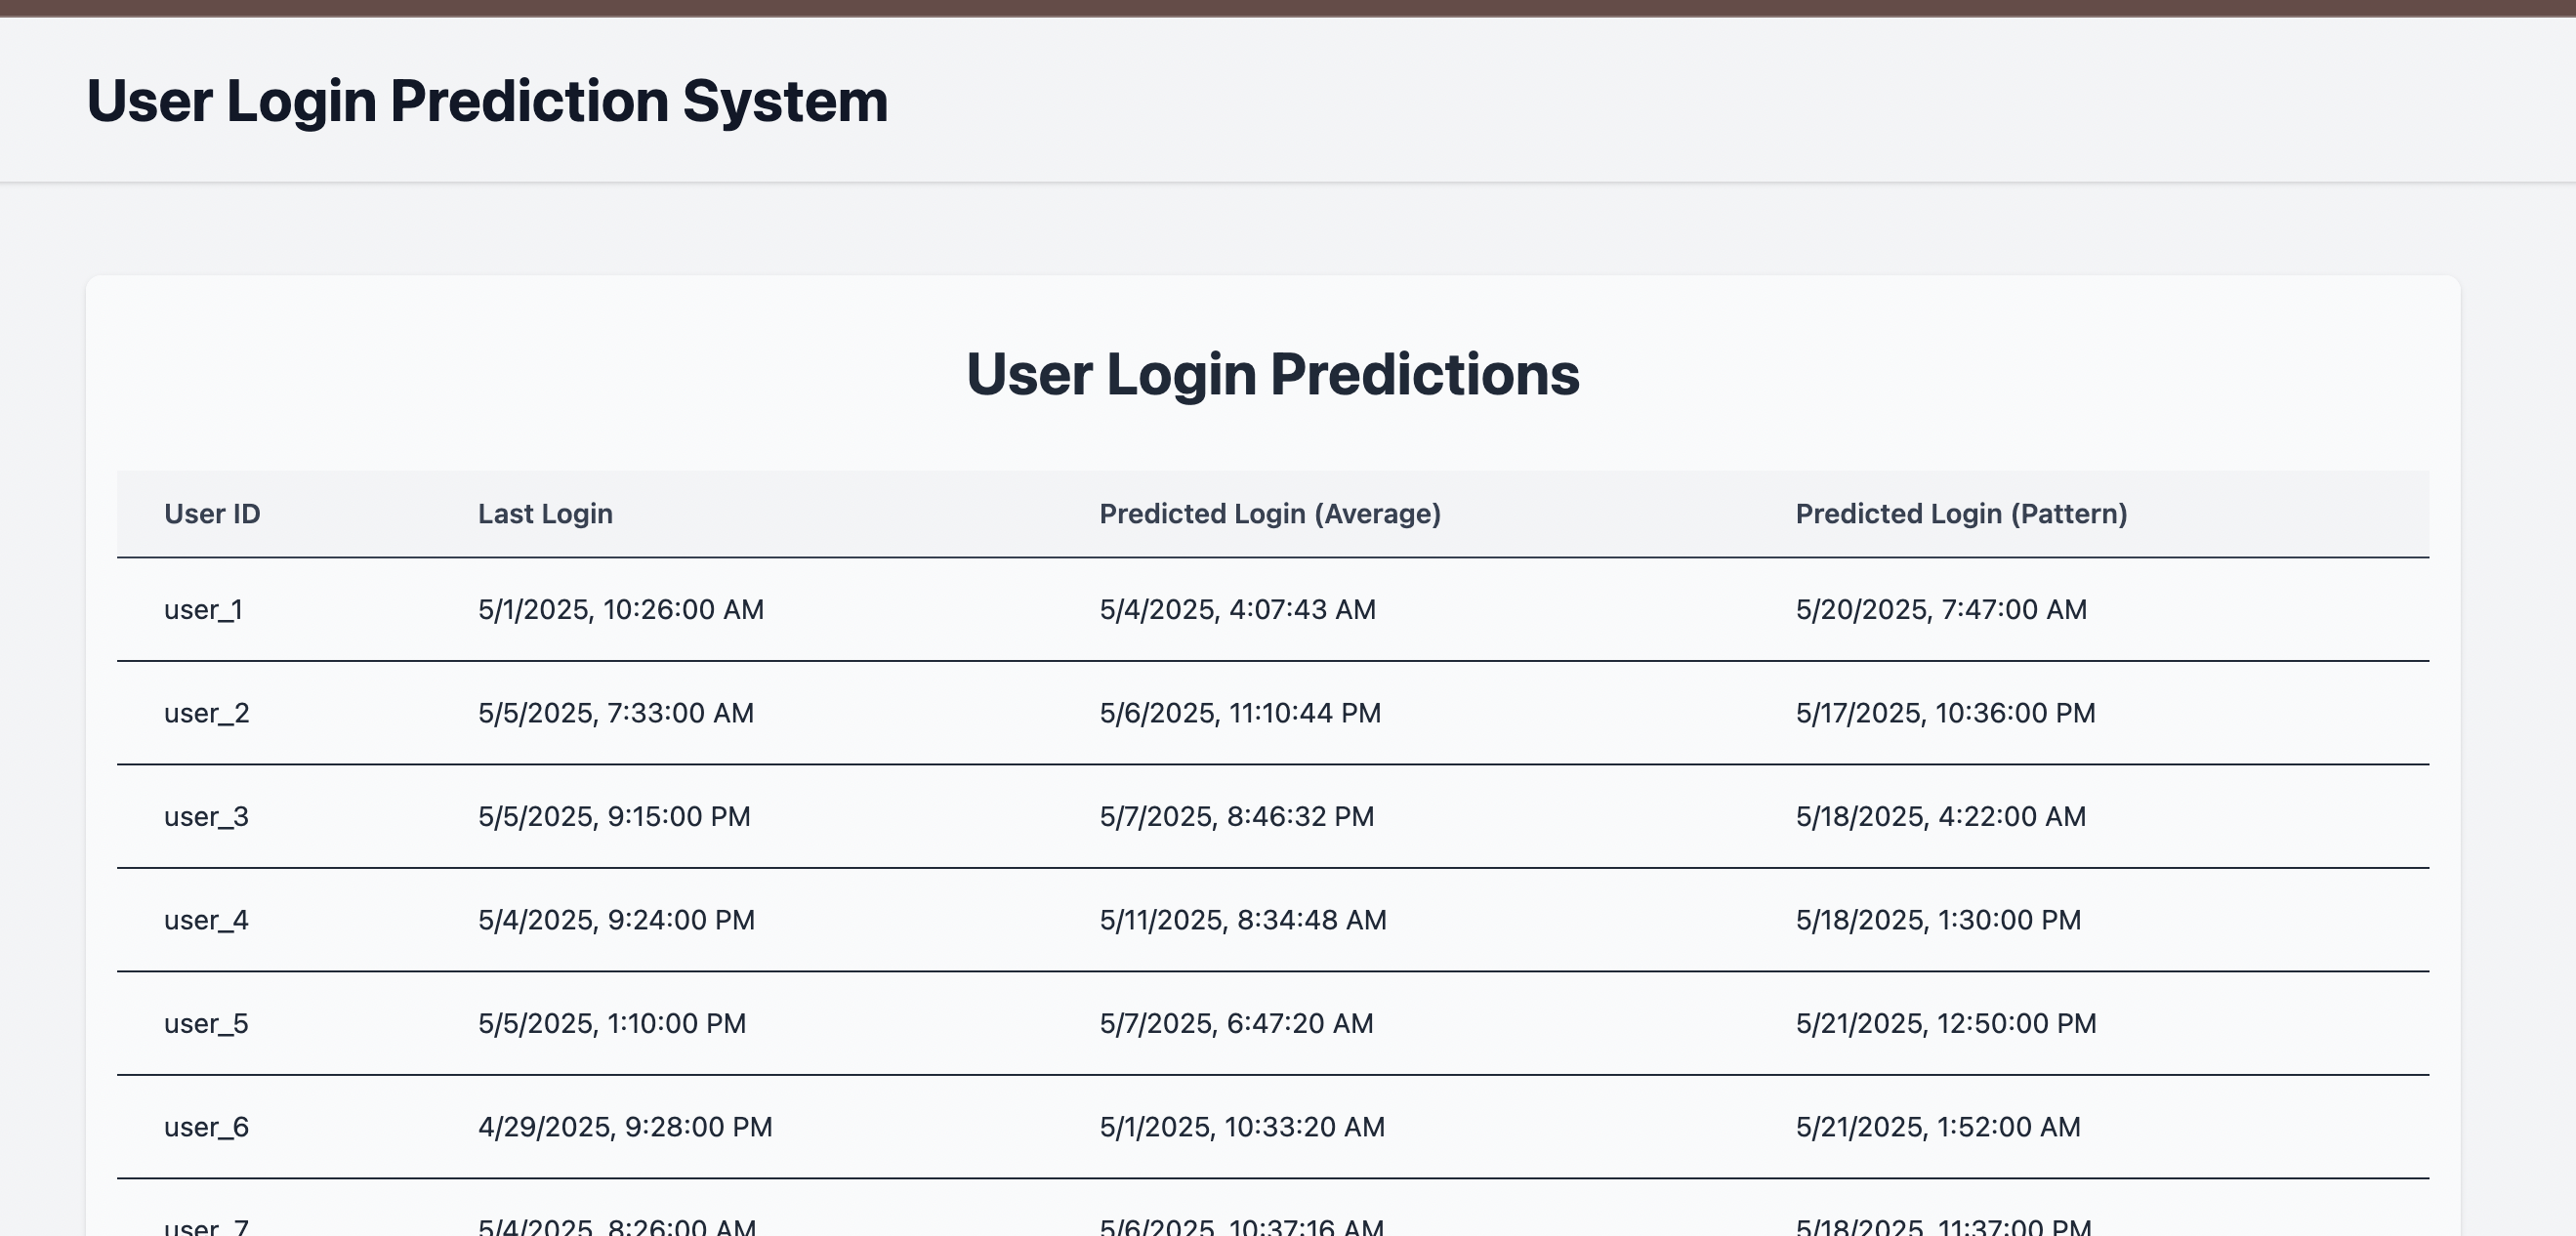 User Login Prediction System
User Login Predictions
User ID Last Login Predicted Login (Average) Predicted Login (Pattern)
user_1 5/1/2025, 10:26:00 AM 5/4/2025, 4:07:43 AM 5/20/2025, 7:47:00 AM
user_2 5/5/2025, 7:33:00 AM 5/6/2025, 11:10:44 PM 5/17/2025, 10:36:00 PM
user_3 5/5/2025, 9:15:00 PM 5/7/2025, 8:46:32 PM 5/18/2025, 4:22:00 AM
user_4 5/4/2025, 9:24:00 PM 5/11/2025, 8:34:48 AM 5/18/2025, 1:30:00 PM
user_5 5/5/2025, 1:10:00 PM 5/7/2025, 6:47:20 AM 5/21/2025, 12:50:00 PM
user_6 4/29/2025, 9:28:00 PM 5/1/2025, 10:33:20 AM 5/21/2025, 1:52:00 AM
user_7 5/4/2025, 8:26:00 AM 5/6/2025, 10:37:16 AM 5/18/2025, 11:37:00 PM